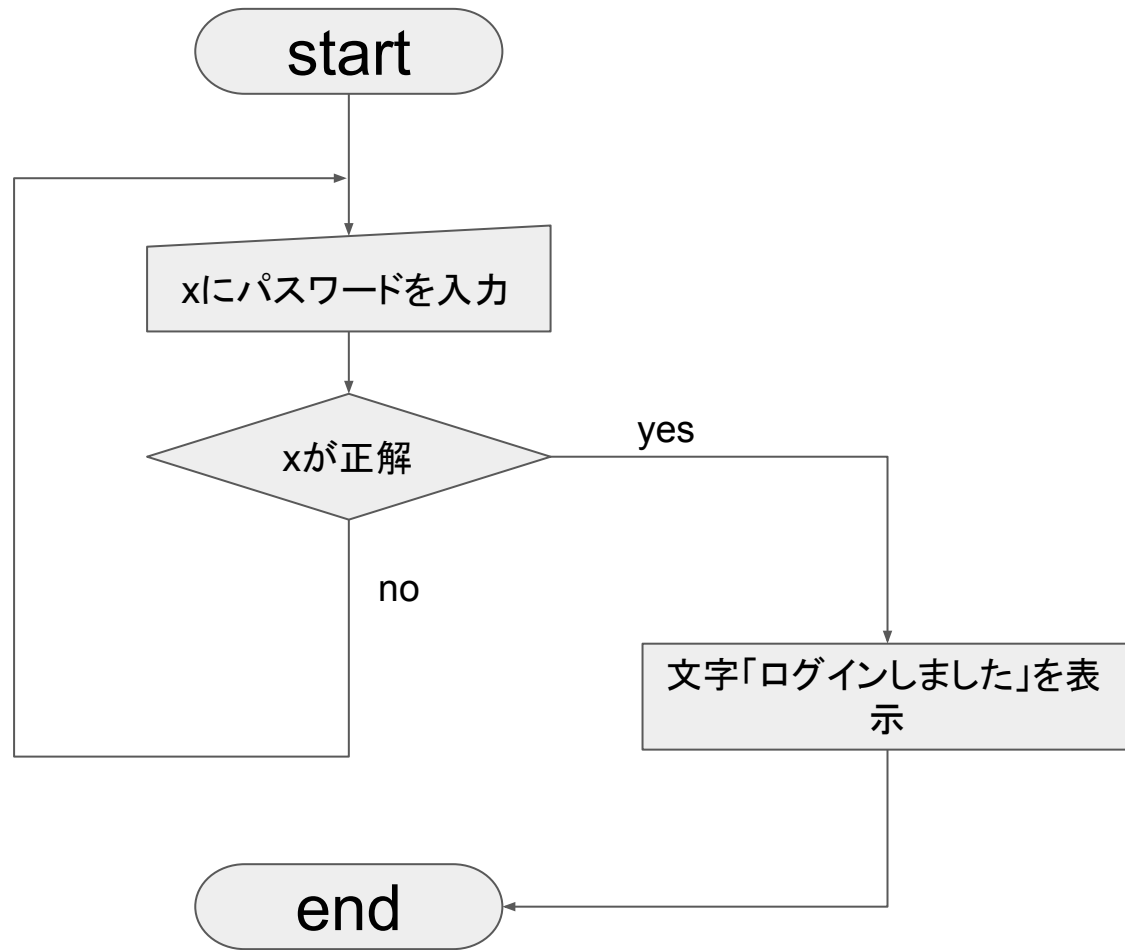 start
xにパスワードを入力
xが正解
yes
no
文字｢ログインしました｣を表
示
end